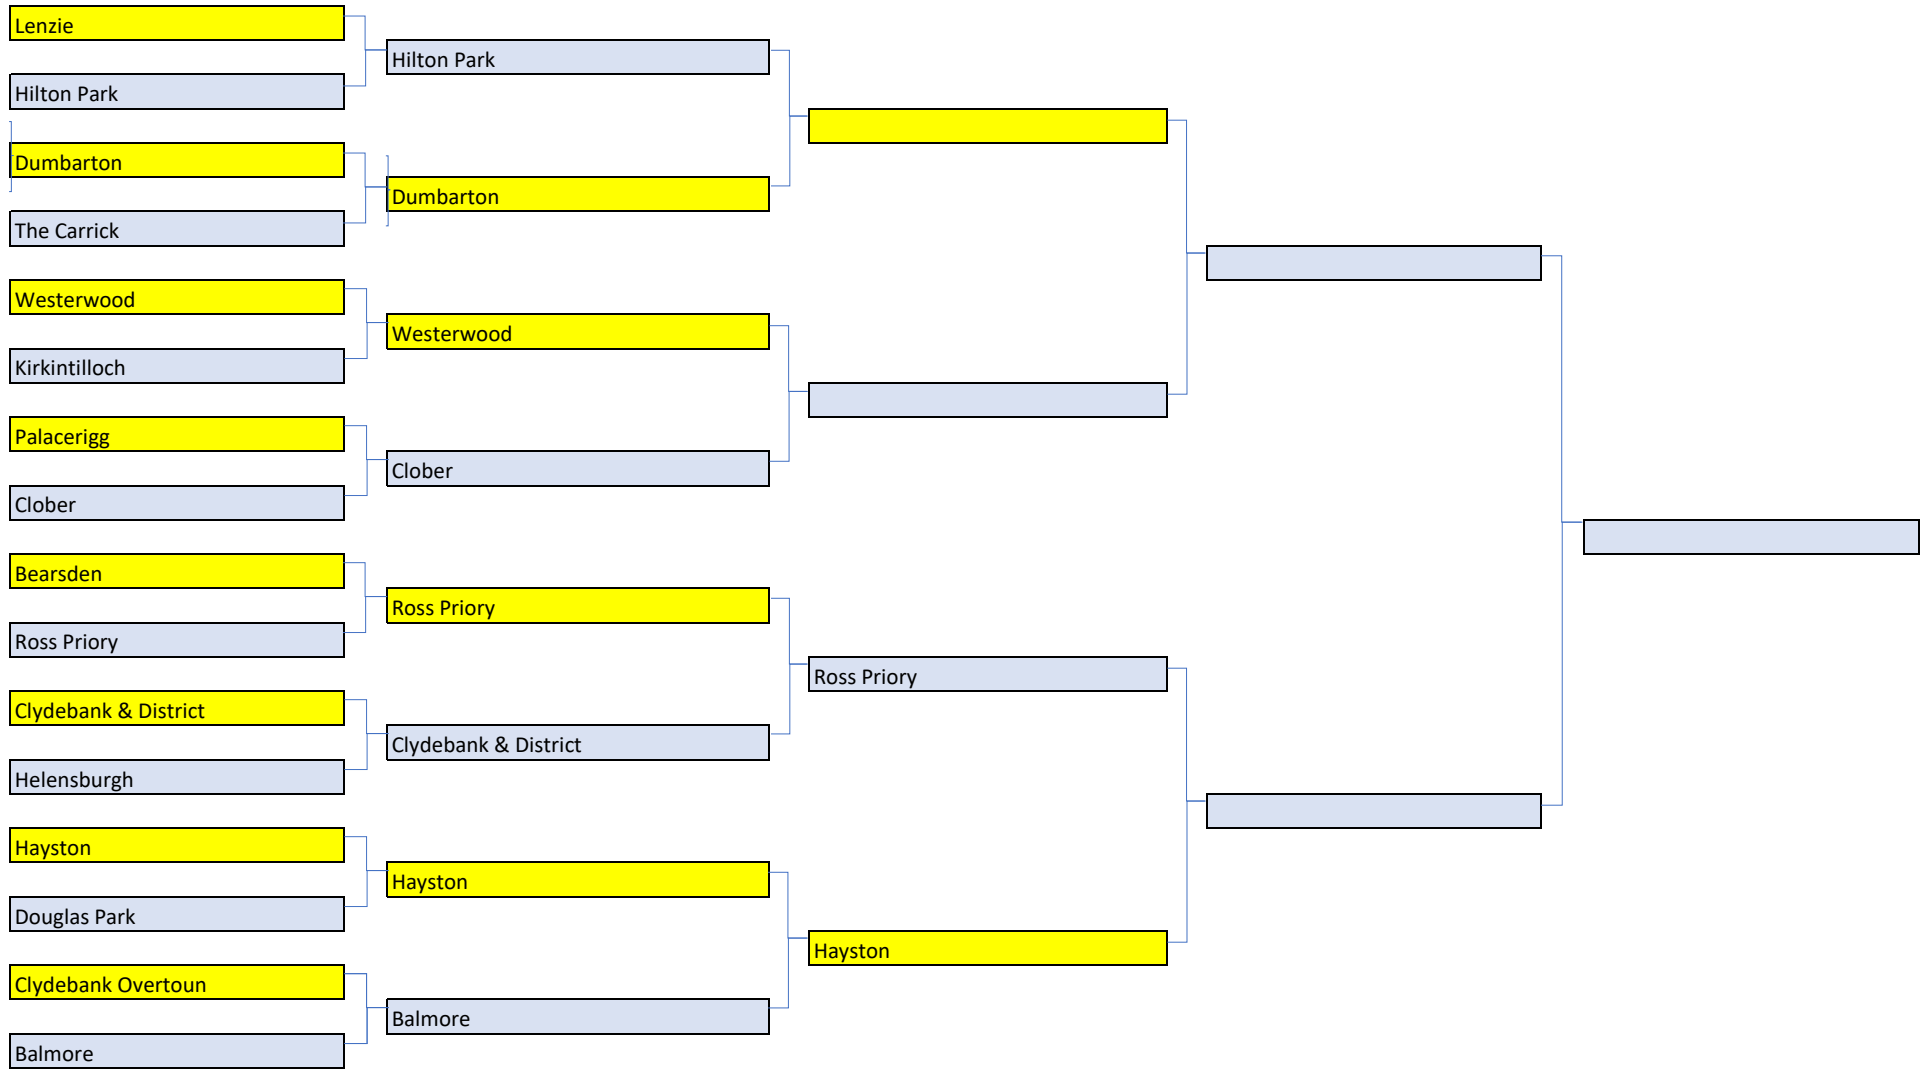 Lenzie
Hilton Park
Dumbarton
The Carrick
Westerwood
Kirkintilloch
Palacerigg
Clober
Bearsden
Ross Priory
Clydebank & District
Helensburgh
Hayston
Douglas Park
Clydebank Overtoun
Balmore
Hilton Park
Dumbarton
Westerwood
Clober
Ross Priory
Clydebank & District
Hayston
Balmore
Ross Priory
Hayston